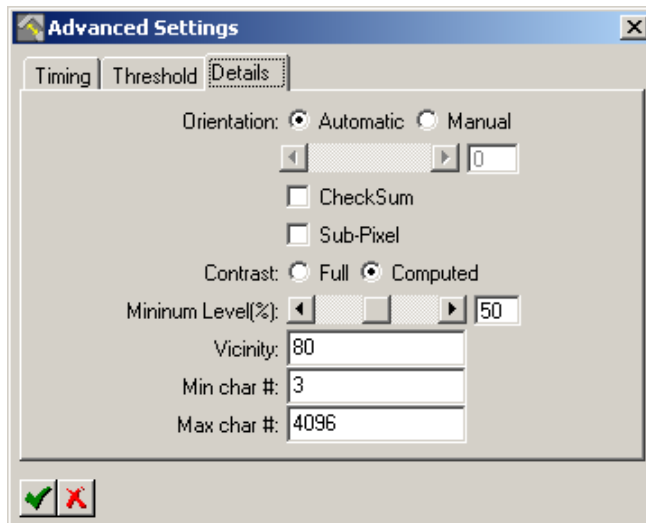 Advanced Settings
Timing Threshold Details
Orientation: Automatic Manual
0
CheckSum
Sub-Pixel
Contrast: Full Computed
Mininum Level(%): 50
Vicinity: 80
Min char #: 3
Max char #: 4096